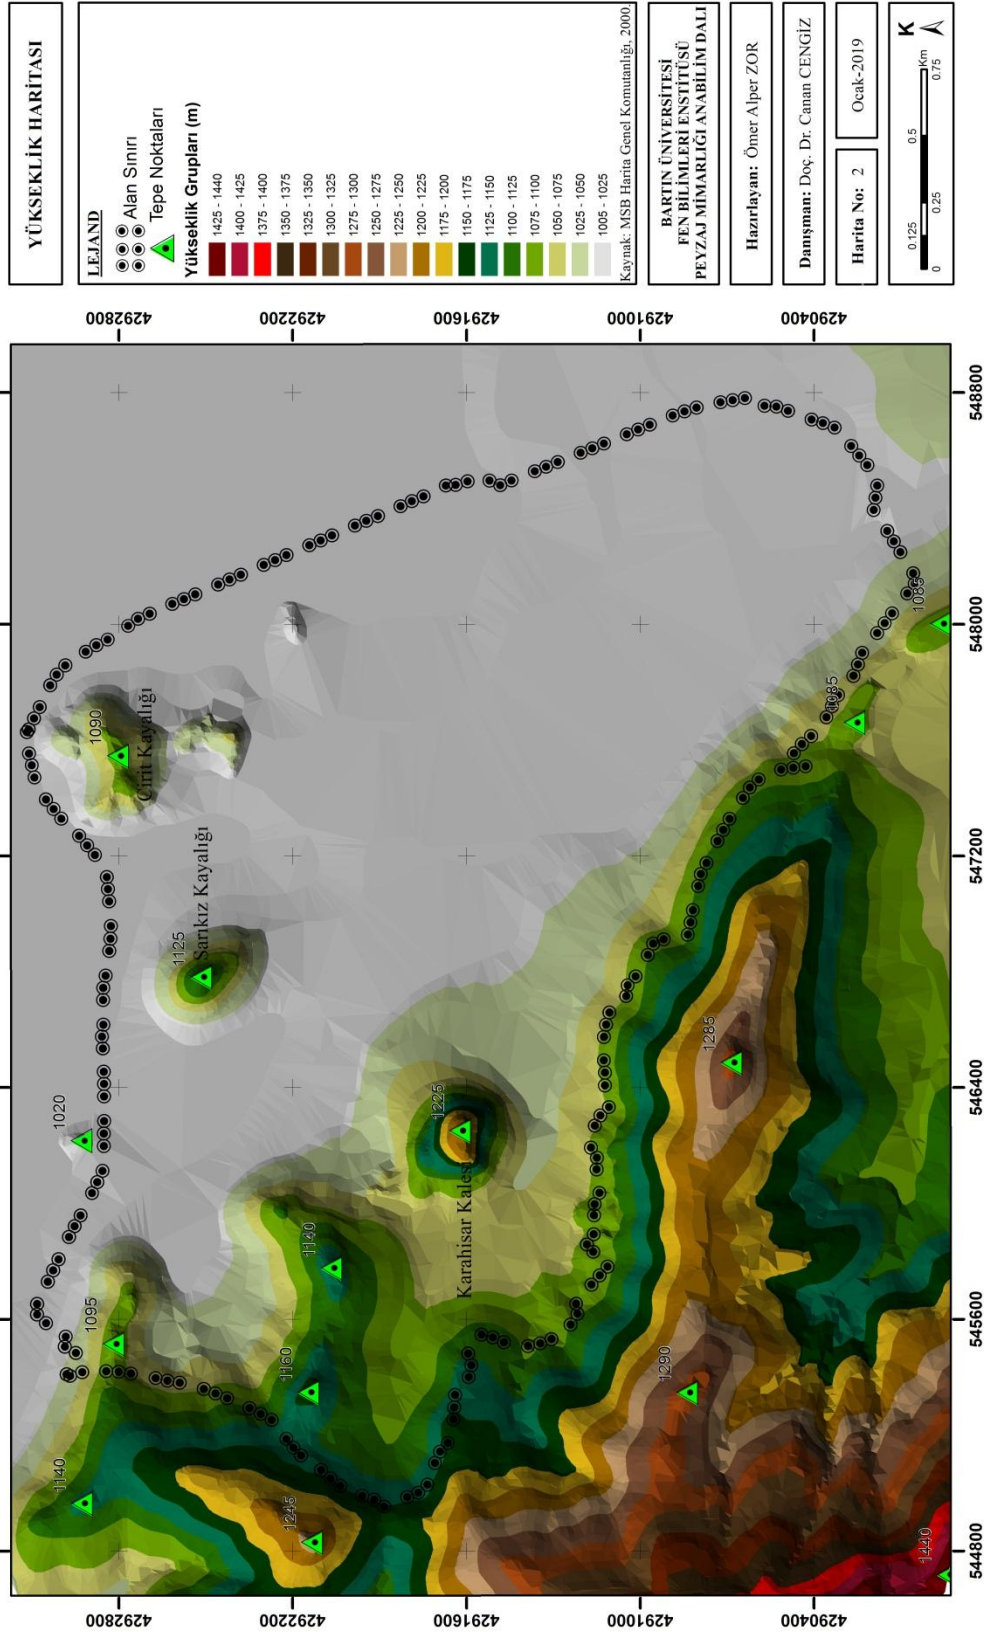 YÜKSEKLİK HARİTASI
LEJAND
Alan Sınırı
Tepe Noktaları
Yükseklik Grupları (m)
1425 - 1440
1400 - 1425
1375 - 1400
1350 - 1375
1325 - 1350
1300 - 1325
1275 - 1300
1250 - 1275
1225 - 1250
1200 - 1225
1175 - 1200
1150 - 1175
1125 - 1150
1100 - 1125
1075 - 1100
1050 - 1075
1025 - 1050
1005 - 1025
Kaynak: MSB Harita Genel Komutanlığı, 2000.
BARTIN ÜNİVERSİTESİ
FEN BİLİMLERİ ENSTİTÜSÜ
PEYZAJ MİMARLIĞI ANABİLİM DALI
Hazırlayan: Ömer Alper ZOR
Danışman: Doç. Dr. Canan CENGİZ
Harita No: 2
Ocak-2019
K
0 0.125 0.25 0.5 0.75
Km
4292800
4292200
4291600
4291000
4290400
4292800
4292200
4291600
4291000
4290400
544800
545600
546400
547200
548000
548800
1140
1095
1020
1090
Cirit Kayalığı
1125
Sarıkız Kayalığı
1245
1160
1140
1225
Karahisar Kalesi
1290
1285
1085
1085
1440